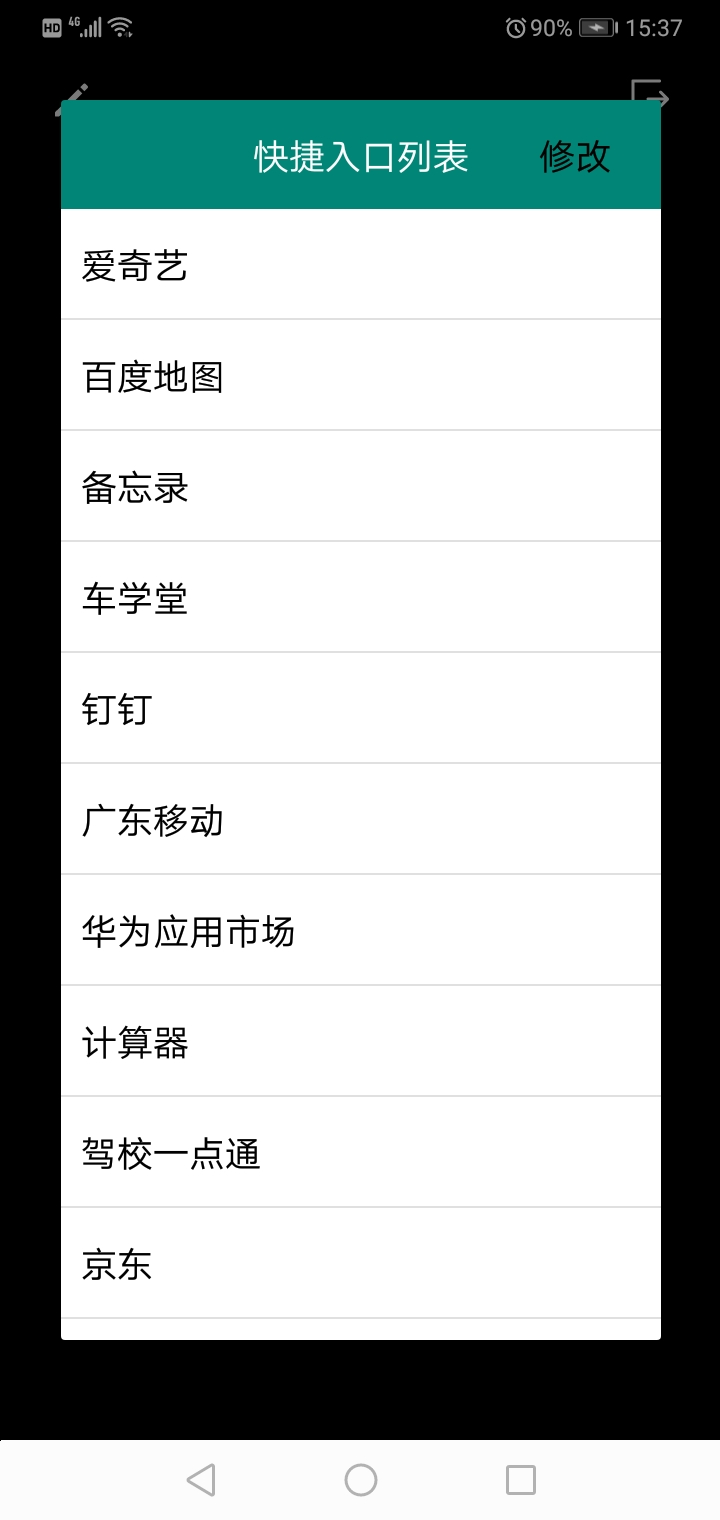 HD 4G 90% 15:37
快捷入口列表 修改
爱奇艺
百度地图
备忘录
车学堂
钉钉
广东移动
华为应用市场
计算器
驾校一点通
京东